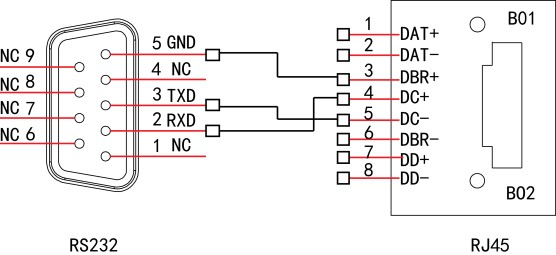 NC 9
NC 8
NC 7
NC 6
5 GND
4 NC
3 TXD
2 RXD
1 NC
1 DAT+
2 DAT-
3 DBR+
4 DC+
5 DC-
6 DBR-
7 DD+
8 DD-
B01
B02
RS232
RJ45